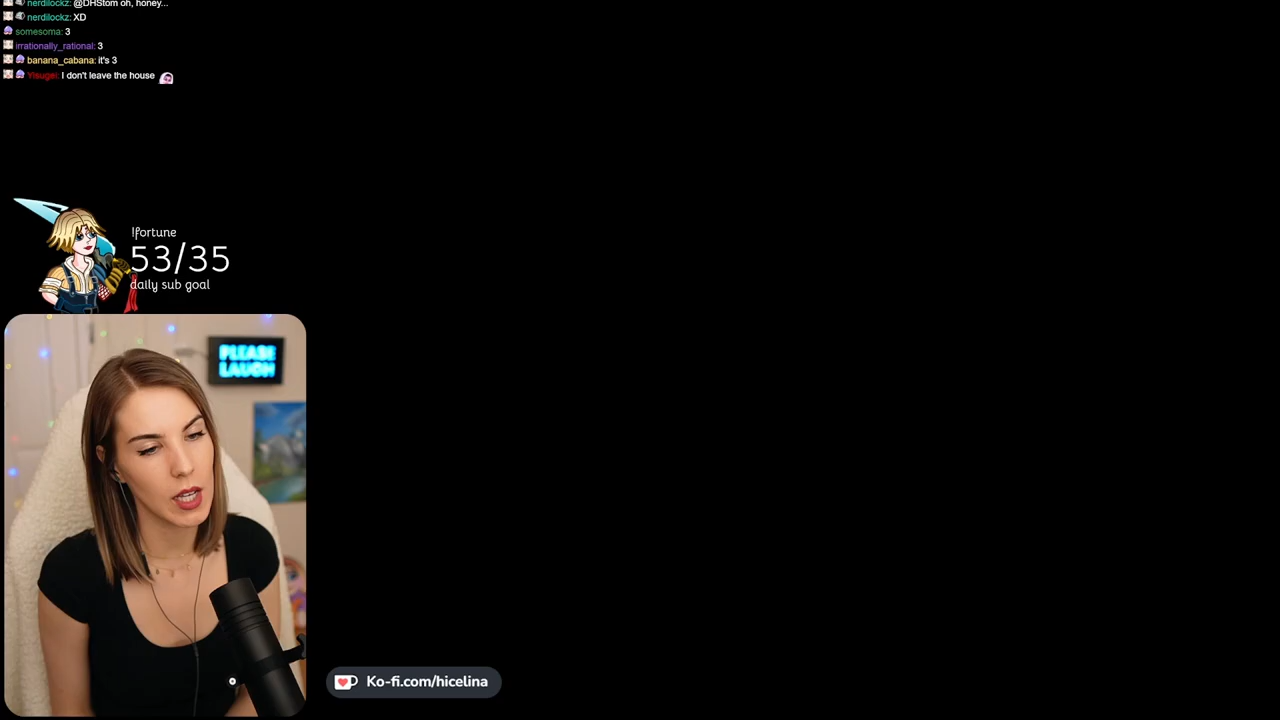 nerdilockz: @DHStom oh, honey...
nerdilockz: XD
somesoma: 3
irrationally_rational: 3
banana_cabana: it's 3
Yisugei: I don't leave the house
!fortune
53/35
daily sub goal
PLEASE
LAUGH
Ko-fi.com/hicelina